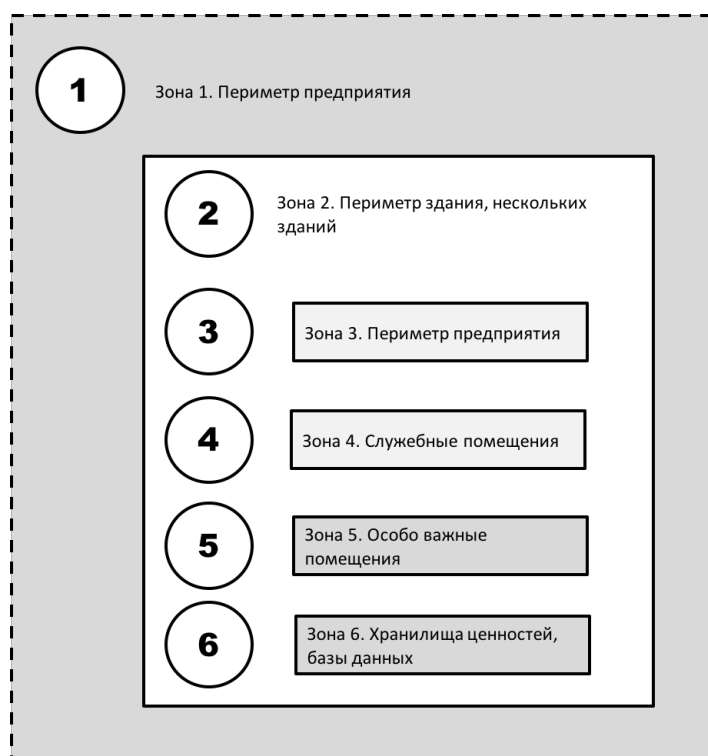 1
Зона 1. Периметр предприятия
2
Зона 2. Периметр здания, нескольких
зданий
3
Зона 3. Периметр предприятия
4
Зона 4. Служебные помещения
5
Зона 5. Особо важные
помещения
6
Зона 6. Хранилища ценностей,
базы данных